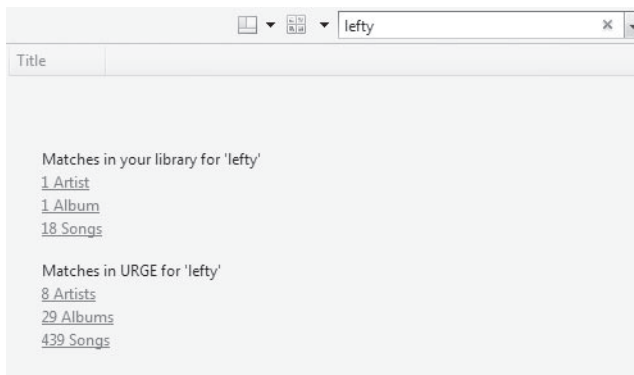 lefty
Title
Matches in your library for 'lefty'
1 Artist
1 Album
18 Songs
Matches in URGE for 'lefty'
8 Artists
29 Albums
439 Songs